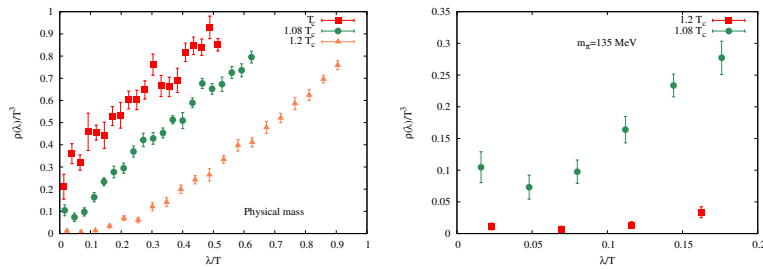 ρ(λ)/T³
1
0.9
0.8
0.7
0.6
0.5
0.4
0.3
0.2
0.1
0
0 0.1 0.2 0.3 0.4 0.5 0.6 0.7 0.8 0.9 1
λ/T
T_c
1.08 T_c
1.2 T_c
Physical mass
ρ(λ)/T³
0.35
0.3
0.25
0.2
0.15
0.1
0.05
0
0 0.05 0.1 0.15 0.2
λ/T
m_π=135 MeV
1.2 T_c
1.08 T_c